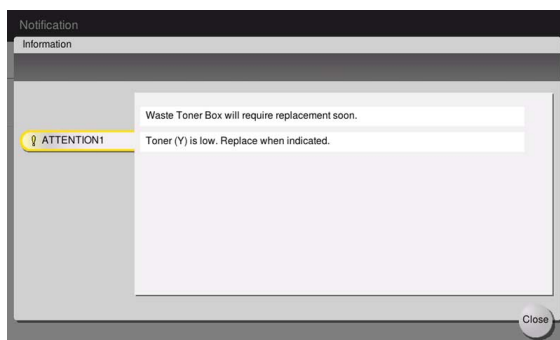 Notification
Information
Waste Toner Box will require replacement soon.
ATTENTION1
Toner (Y) is low. Replace when indicated.
Close